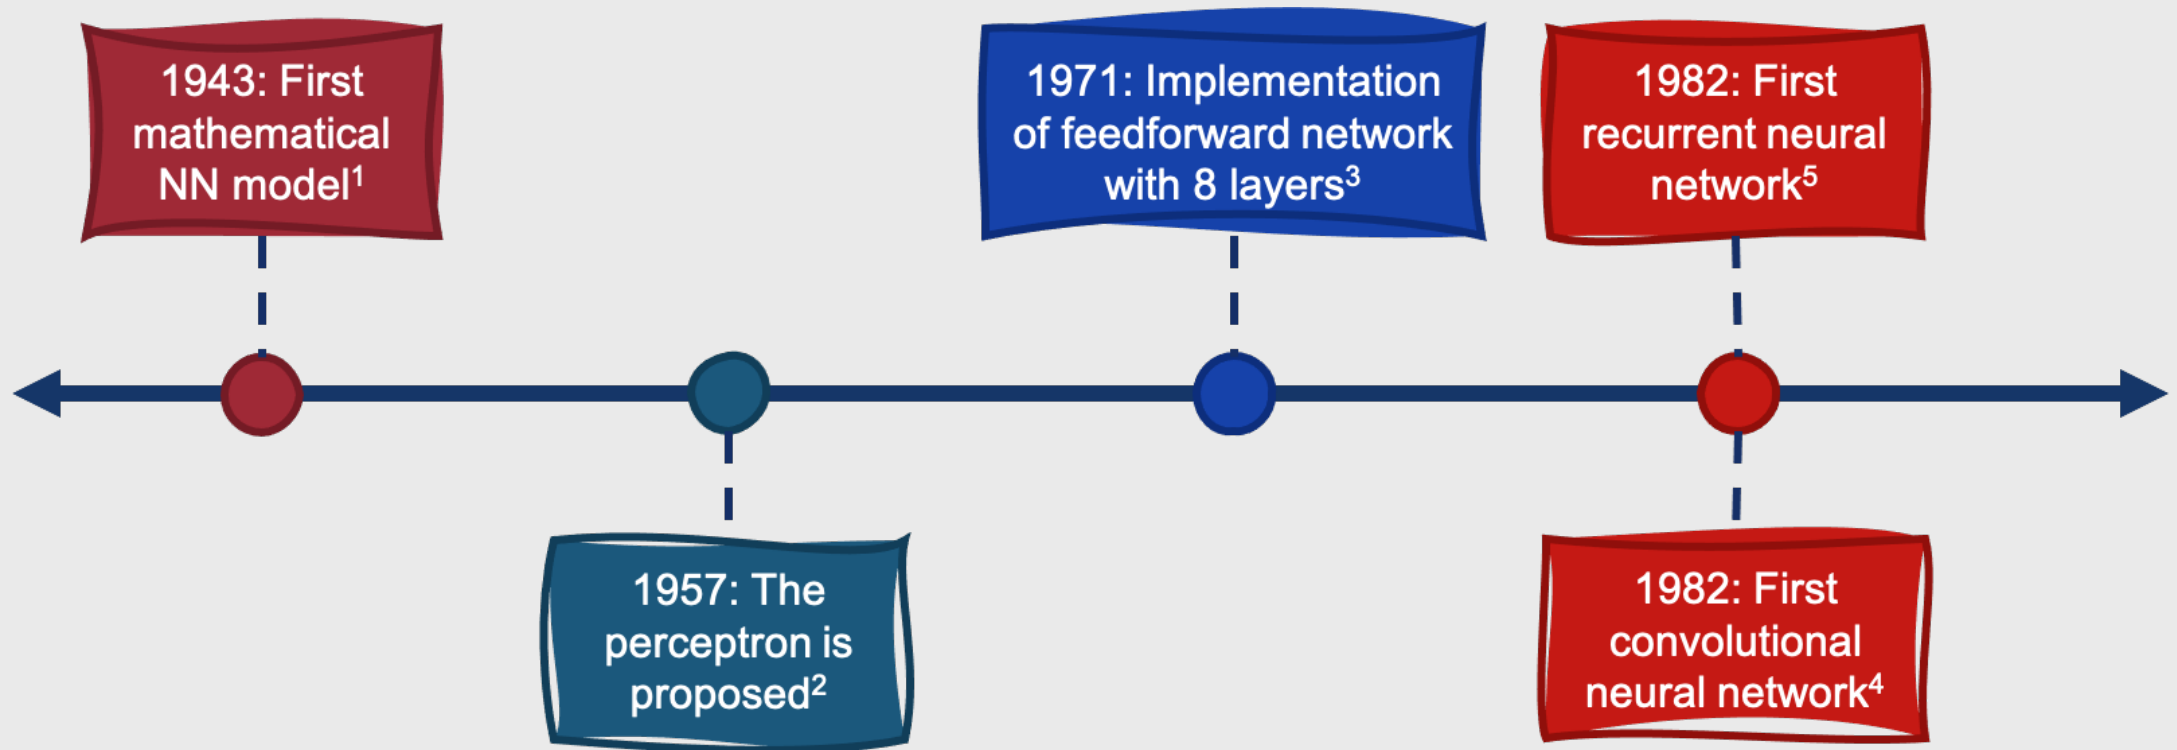 1943: First
mathematical
NN model¹
1957: The
perceptron is
proposed²
1971: Implementation
of feedforward network
with 8 layers³
1982: First
recurrent neural
network⁵
1982: First
convolutional
neural network⁴